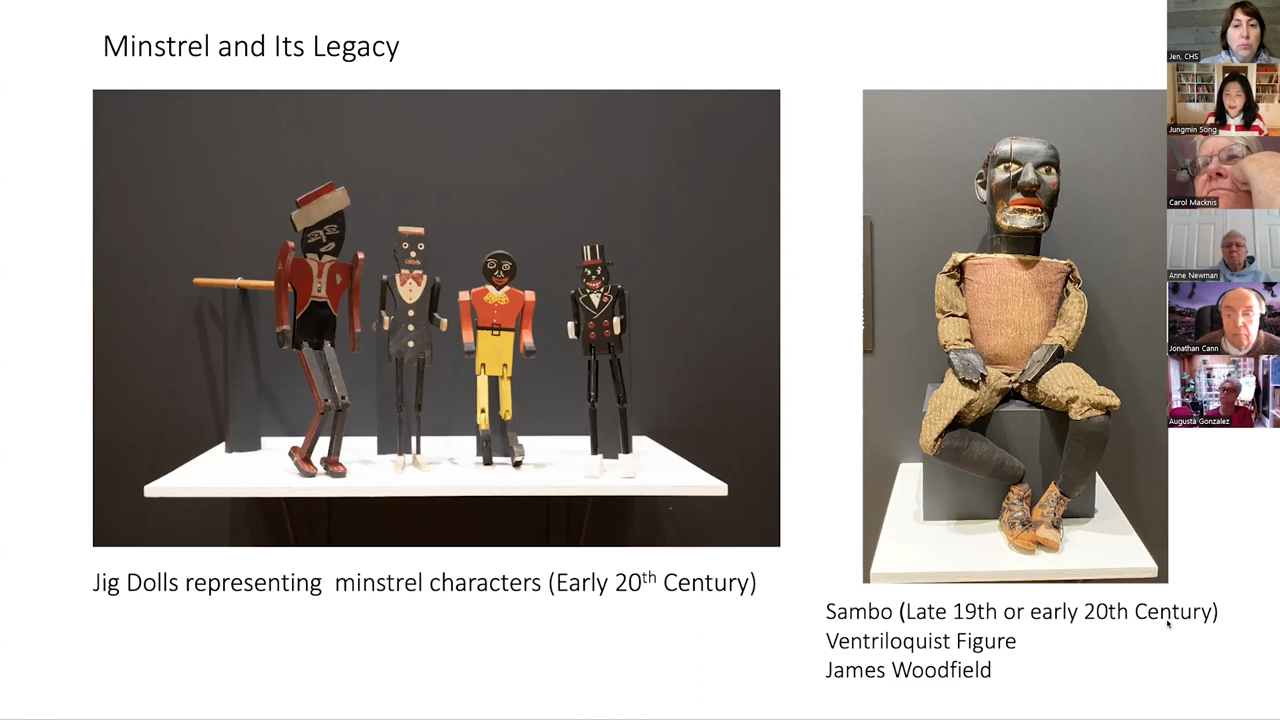 Minstrel and Its Legacy
Jig Dolls representing  minstrel characters (Early 20th Century)
Sambo (Late 19th or early 20th Century)
Ventriloquist Figure
James Woodfield
Jen, CHS
Jungmin Song
Carol Macknis
Anne Newman
Jonathan Cann
Augusta Gonzalez